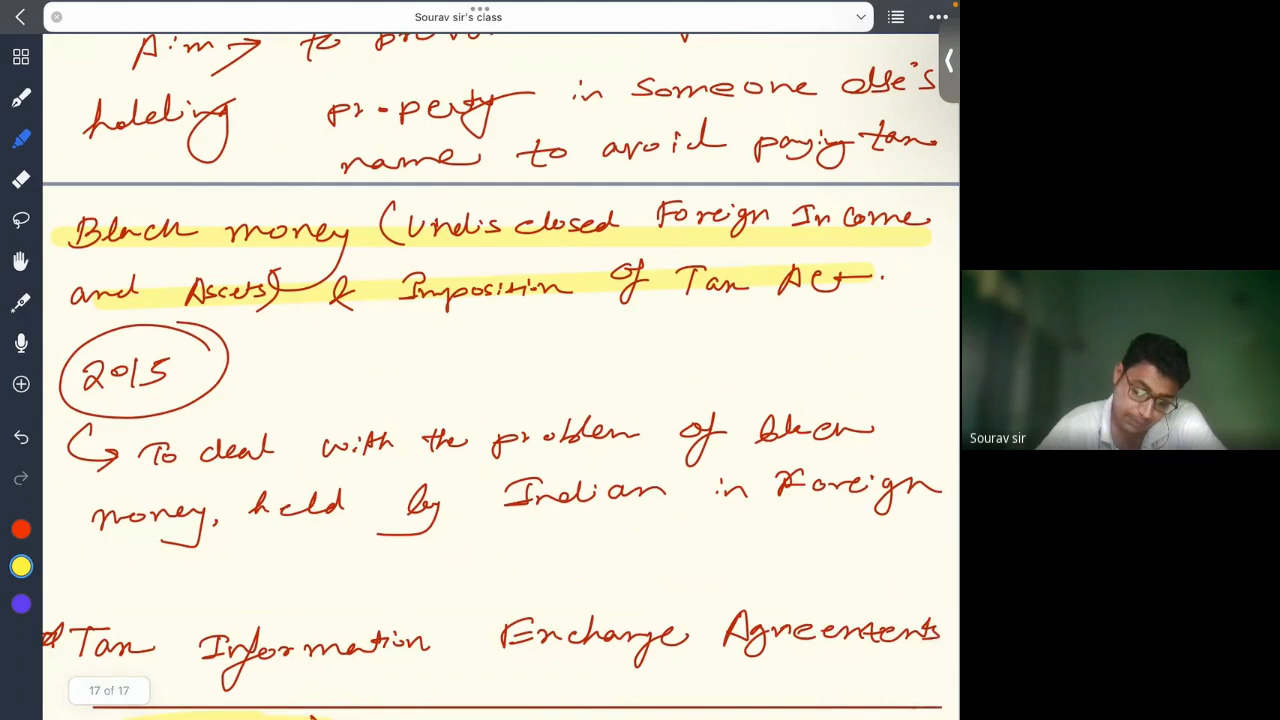 Sourav sir's class
Aim → to
holding property in someone else's
name to avoid paying tax
Black money (Undisclosed Foreign Income
and Assets) & Imposition of Tax Act.
2015
↳ To deal with the problem of black
money, held by Indian in Foreign
Sourav sir
Tax Information Exchange Agreements
17 of 17